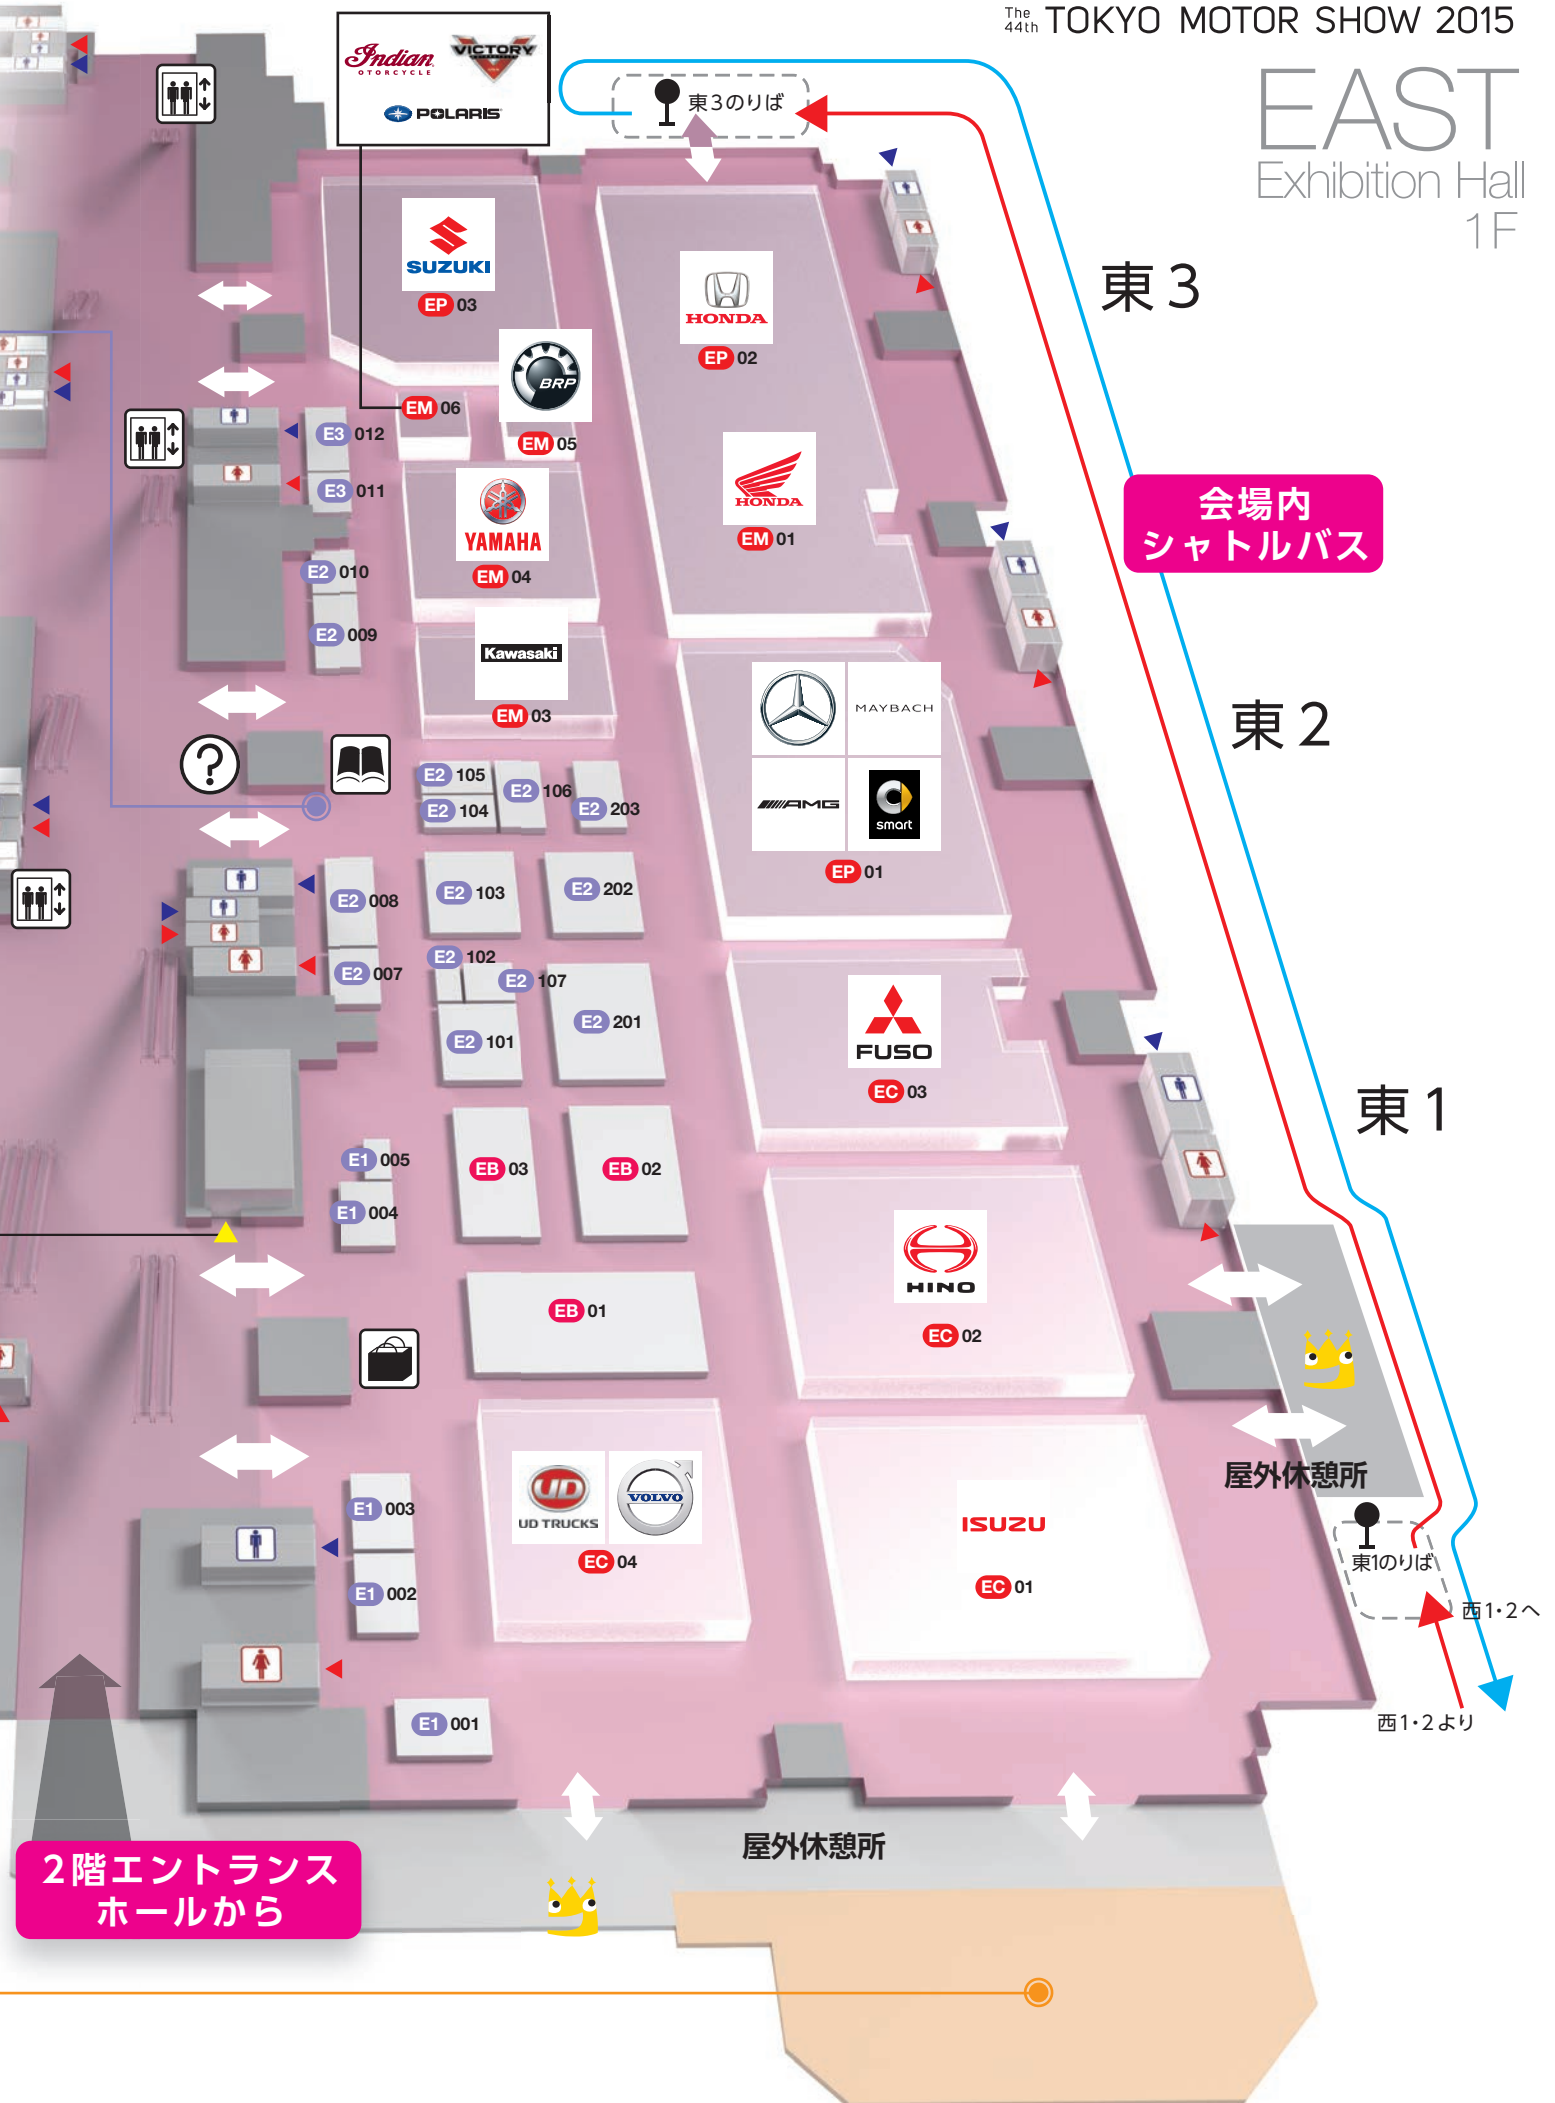 The 44th TOKYO MOTOR SHOW 2015
EAST
Exhibition Hall
1F
Indian
MOTORCYCLE
VICTORY
POLARIS
東3のりば
東3
SUZUKI
EP 03
HONDA
EP 02
BRP
EM 06
EM 05
E3 012
E3 011
HONDA
EM 01
YAMAHA
EM 04
会場内
シャトルバス
E2 010
E2 009
Kawasaki
EM 03
MAYBACH
AMG
smart
EP 01
東2
E2 105
E2 104
E2 106
E2 203
E2 008
E2 103
E2 202
E2 007
E2 102
E2 107
E2 101
E2 201
FUSO
EC 03
東1
E1 005
E1 004
EB 03
EB 02
EB 01
HINO
EC 02
屋外休憩所
E1 003
E1 002
UD
UD TRUCKS
VOLVO
EC 04
ISUZU
EC 01
東1のりば
西1・2へ
西1・2より
E1 001
屋外休憩所
2階エントランス
ホールから